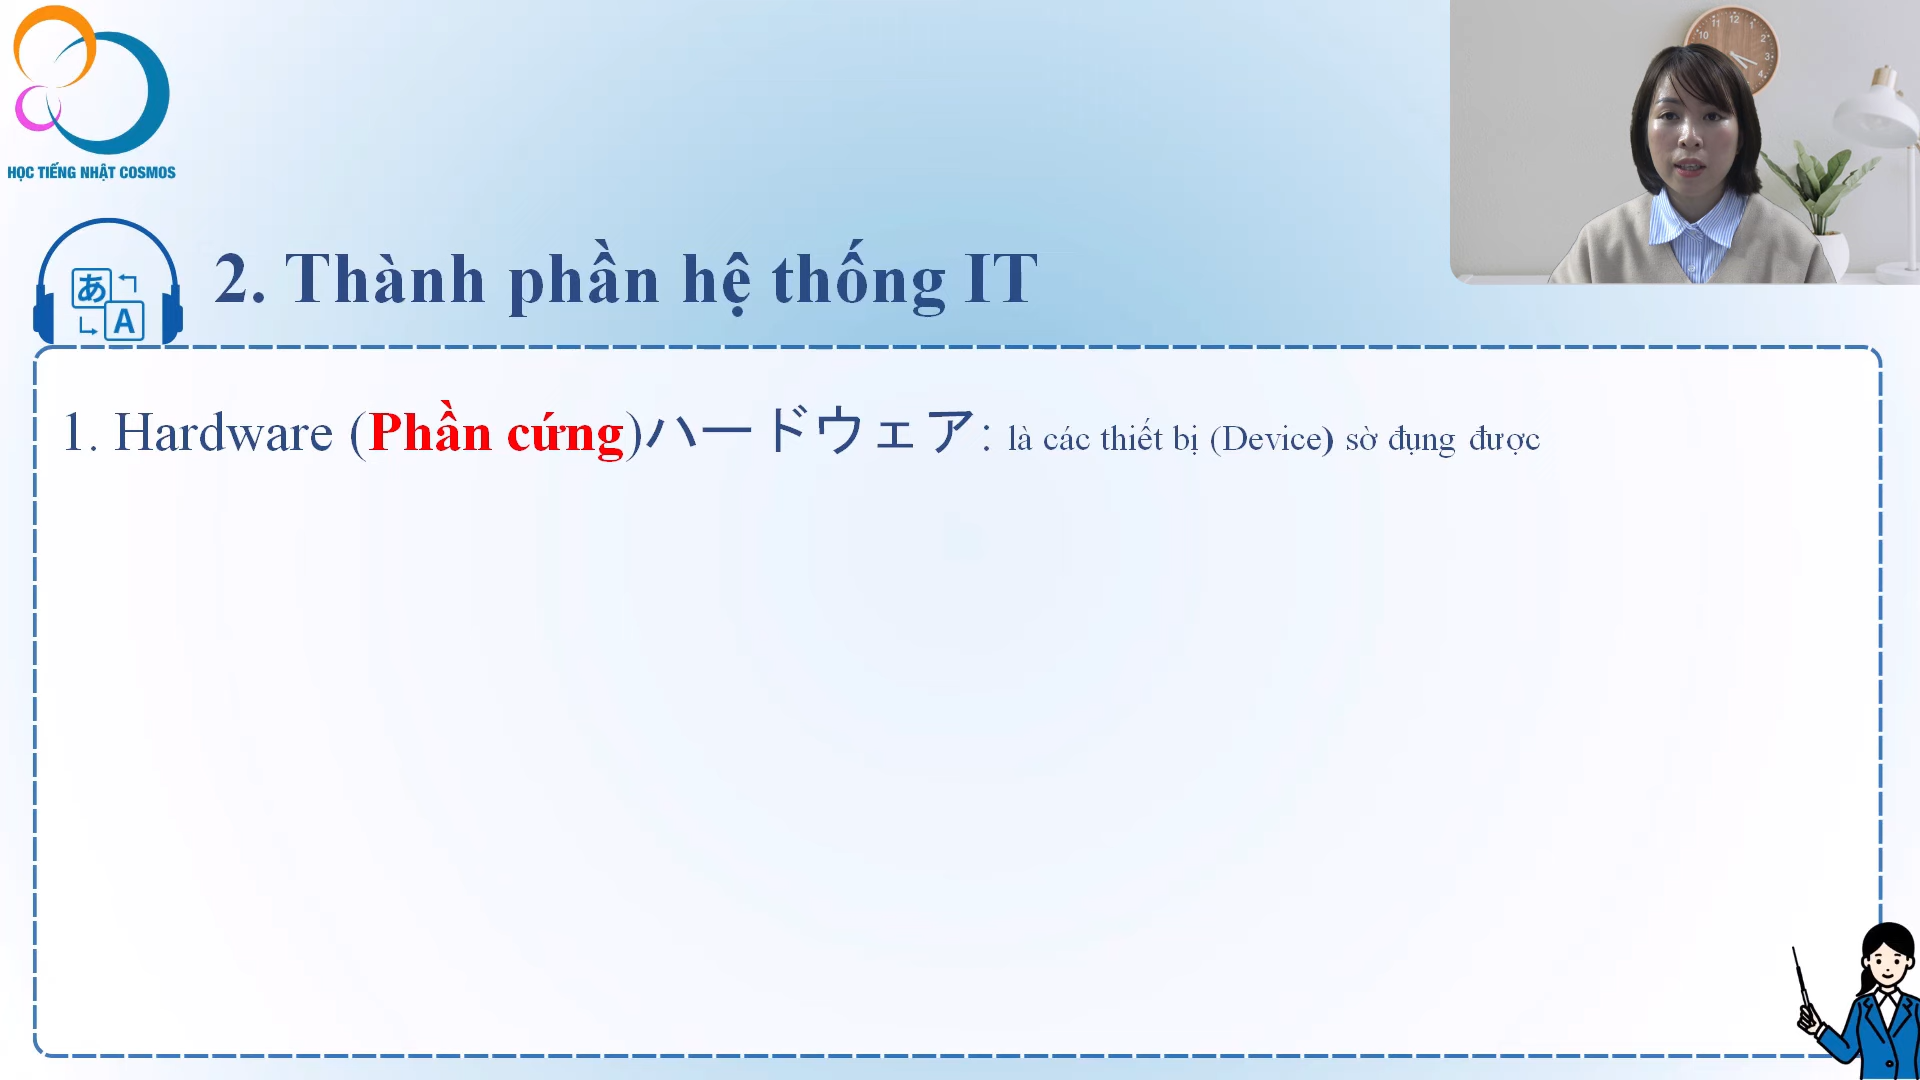 HỌC TIẾNG NHẬT COSMOS
あ
A
2. Thành phần hệ thống IT
1. Hardware (Phần cứng)ハードウェア: là các thiết bị (Device) sờ đụng được